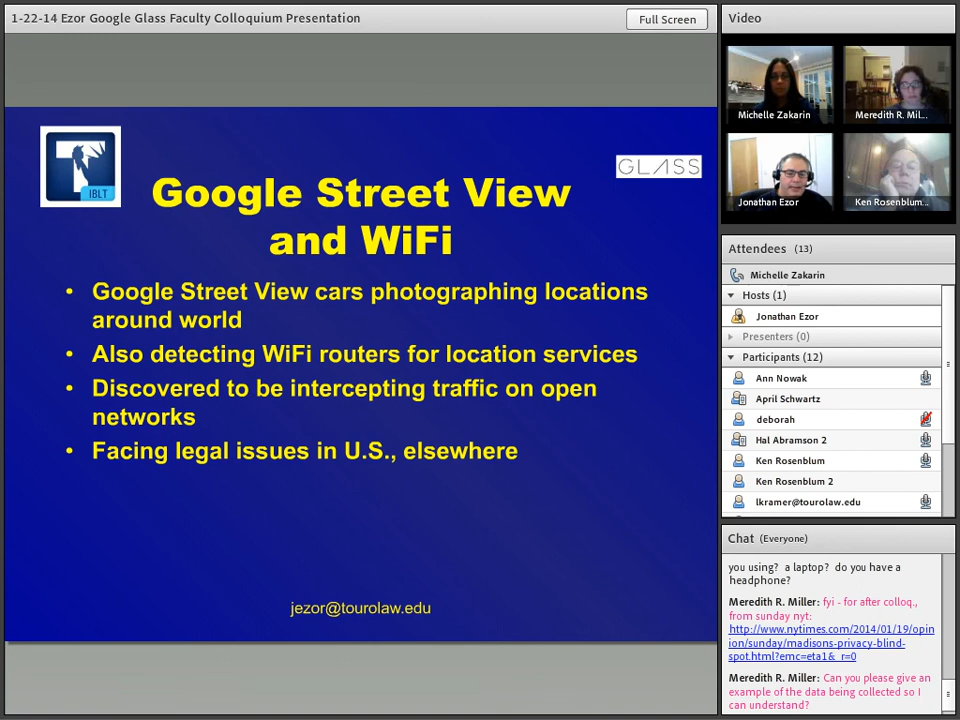 1-22-14 Ezor Google Glass Faculty Colloquium Presentation
Full Screen
T
IBLT
GLASS
Google Street View
and WiFi
• Google Street View cars photographing locations
around world
• Also detecting WiFi routers for location services
• Discovered to be intercepting traffic on open
networks
• Facing legal issues in U.S., elsewhere
jezor@tourolaw.edu
Video
Michelle Zakarin
Meredith R. Mil...
Jonathan Ezor
Ken Rosenblum...
Attendees (13)
Michelle Zakarin
Hosts (1)
Jonathan Ezor
Presenters (0)
Participants (12)
Ann Nowak
April Schwartz
deborah
Hal Abramson 2
Ken Rosenblum
Ken Rosenblum 2
lkramer@tourolaw.edu
Chat (Everyone)
you using? a laptop? do you have a
headphone?
Meredith R. Miller: fyi - for after colloq.,
from sunday nyt:
http://www.nytimes.com/2014/01/19/opin
ion/sunday/madisons-privacy-blind-
spot.html?emc=eta1&_r=0
Meredith R. Miller: Can you please give an
example of the data being collected so I
can understand?